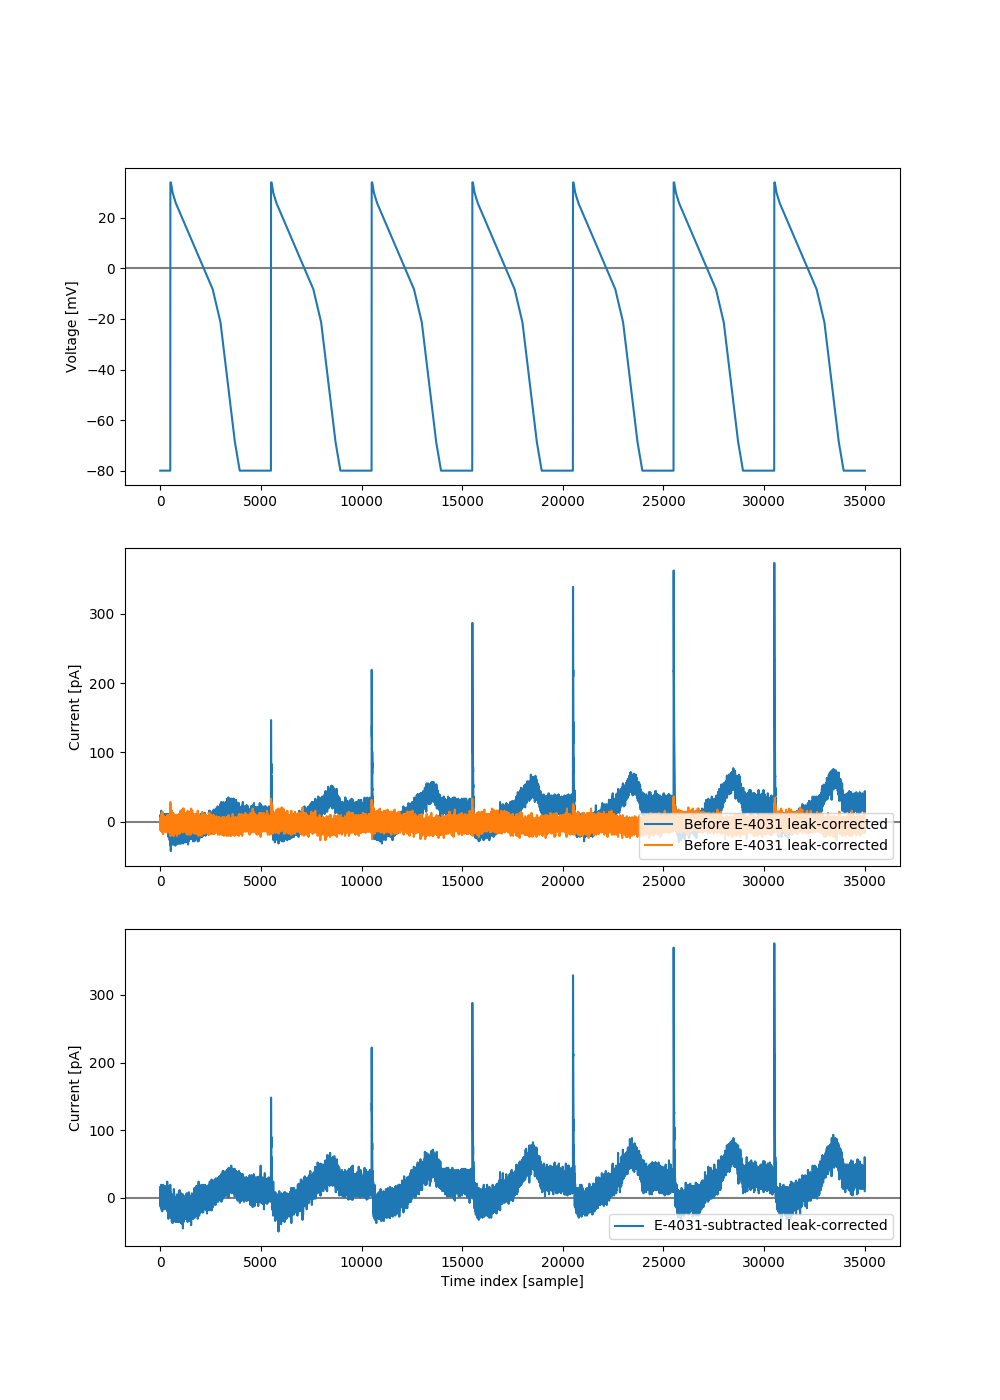 20
0
−20
−40
−60
−80
Voltage [mV]
0 5000 10000 15000 20000 25000 30000 35000
300
200
100
0
Current [pA]
Before E-4031 leak-corrected
Before E-4031 leak-corrected
0 5000 10000 15000 20000 25000 30000 35000
300
200
100
0
Current [pA]
E-4031-subtracted leak-corrected
0 5000 10000 15000 20000 25000 30000 35000
Time index [sample]